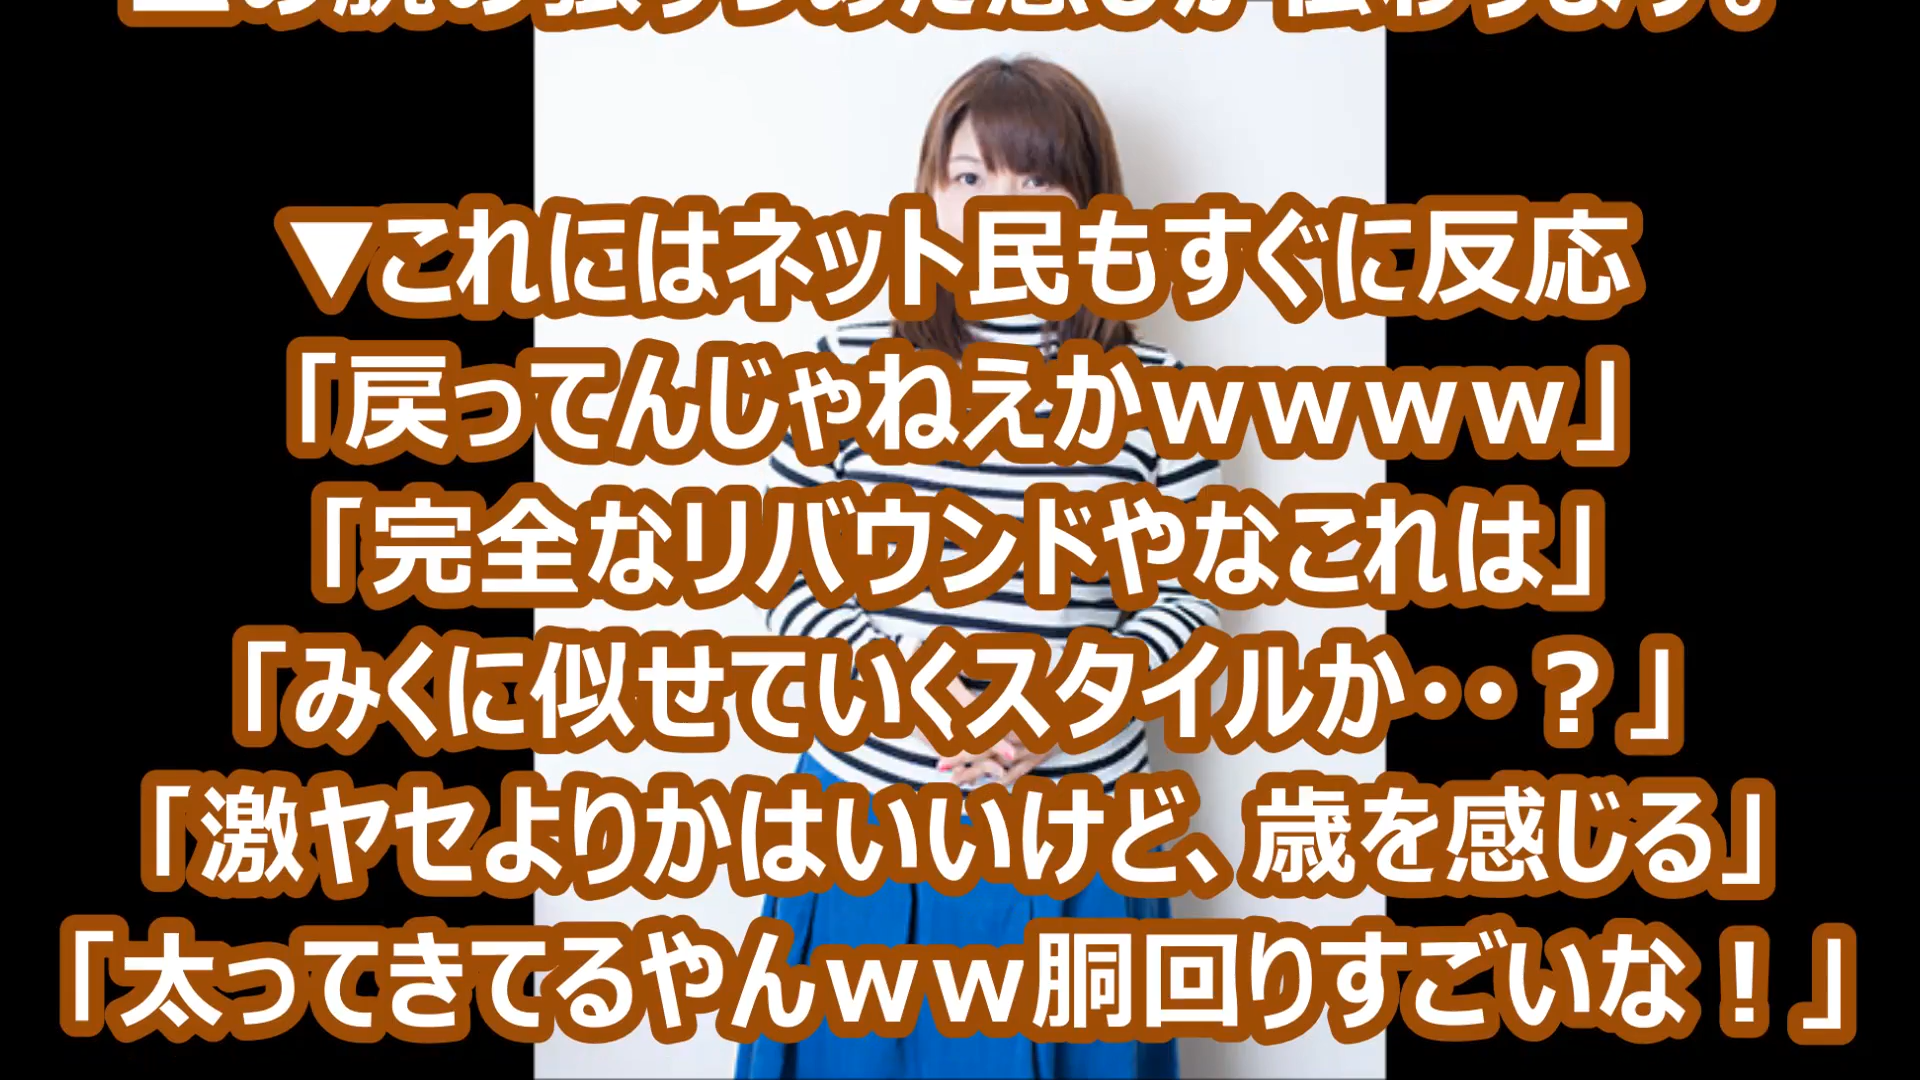 ▼これにはネット民もすぐに反応
「戻ってんじゃねえかｗｗｗｗ」
「完全なリバウンドやなこれは」
「みくに似せていくスタイルか‥？」
「激ヤセよりかはいいけど、歳を感じる」
「太ってきてるやんｗｗ胴回りすごいな！」